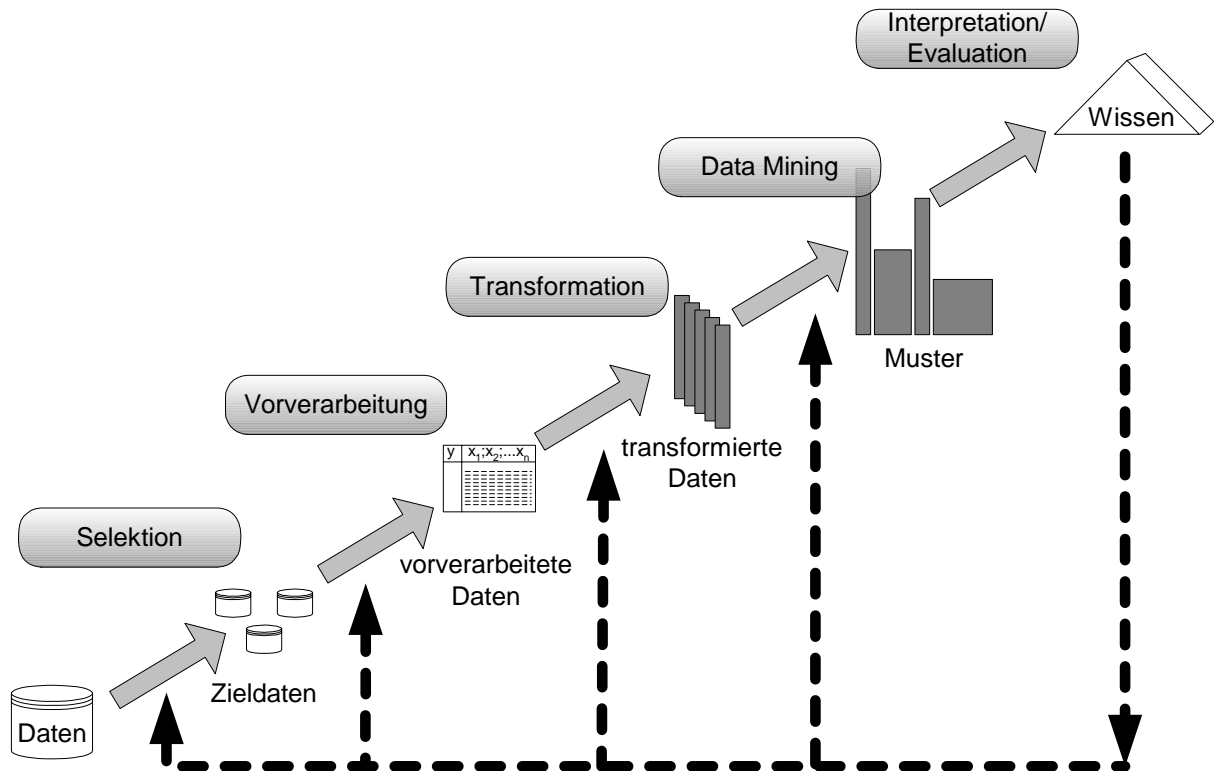 Interpretation/
Evaluation
Wissen
Data Mining
Muster
Transformation
transformierte
Daten
Vorverarbeitung
y x₁;x₂;...xₙ
vorverarbeitete
Daten
Selektion
Zieldaten
Daten